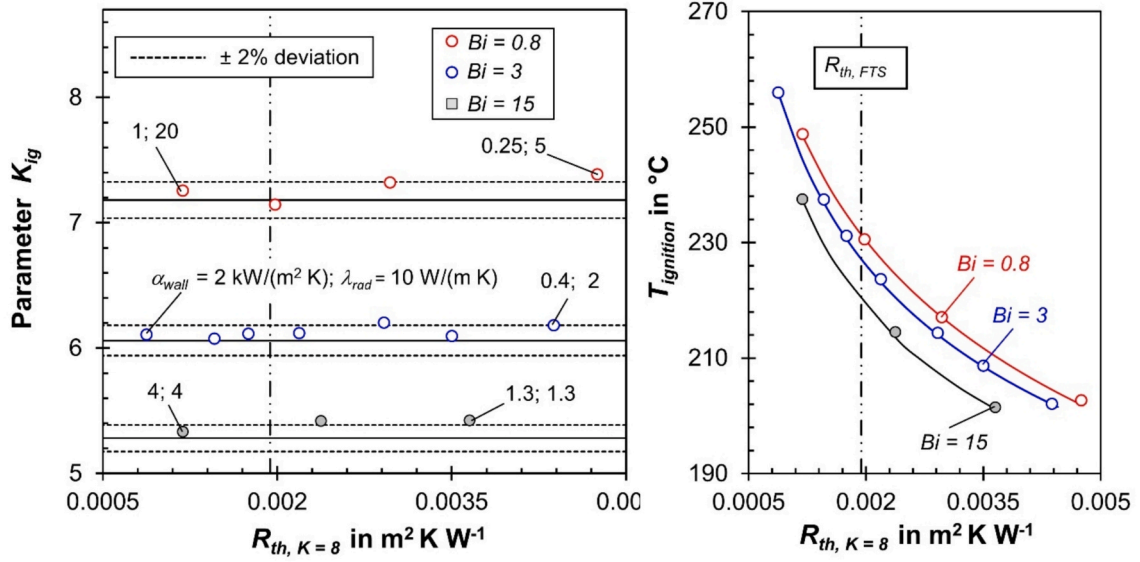 ± 2% deviation
Bi = 0.8
Bi = 3
Bi = 15
8
7
6
5
1; 20
0.25; 5
α_wall = 2 kW/(m² K); λ_rad = 10 W/(m K)
0.4; 2
4; 4
1.3; 1.3
Parameter K_ig
0.0005
0.002
0.0035
0.00
R_th, K = 8 in m² K W⁻¹
270
250
230
210
190
T_ignition in °C
R_th, FTS
Bi = 0.8
Bi = 3
Bi = 15
0.0005
0.002
0.0035
0.005
R_th, K = 8 in m² K W⁻¹